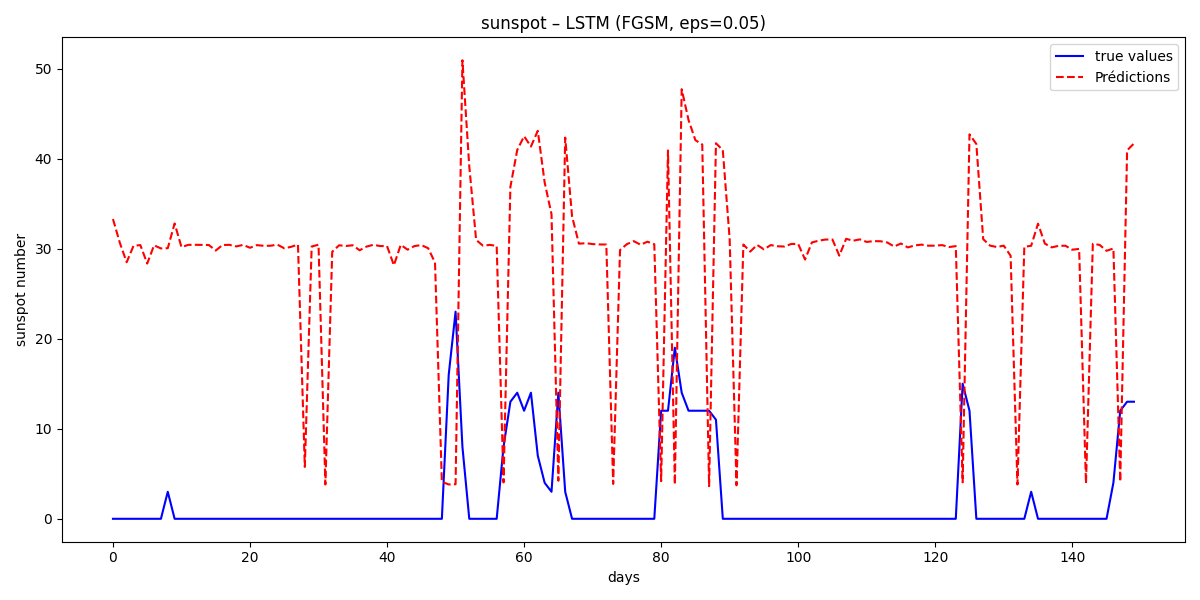 sunspot – LSTM (FGSM, eps=0.05)
true values
Prédictions
sunspot number
50
40
30
20
10
0
0 20 40 60 80 100 120 140
days